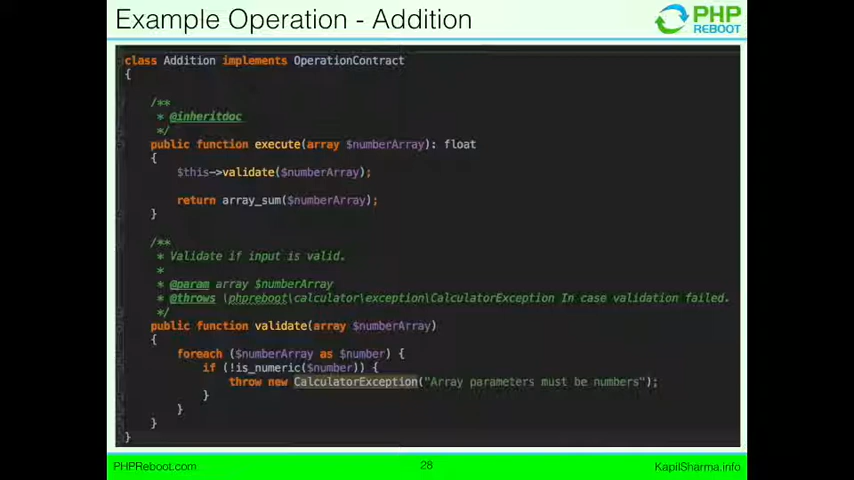 Example Operation - Addition
PHP
REBOOT
class Addition implements OperationContract
{
/**
* @inheritdoc
*/
public function execute(array $numberArray): float
{
$this->validate($numberArray);
return array_sum($numberArray);
}
/**
* Validate if input is valid.
*
* @param array $numberArray
* @throws \phpreboot\calculator\exception\CalculatorException In case validation failed.
*/
public function validate(array $numberArray)
{
foreach ($numberArray as $number) {
if (!is_numeric($number)) {
throw new CalculatorException("Array parameters must be numbers");
}
}
}
}
PHPReboot.com
28
KapilSharma.info